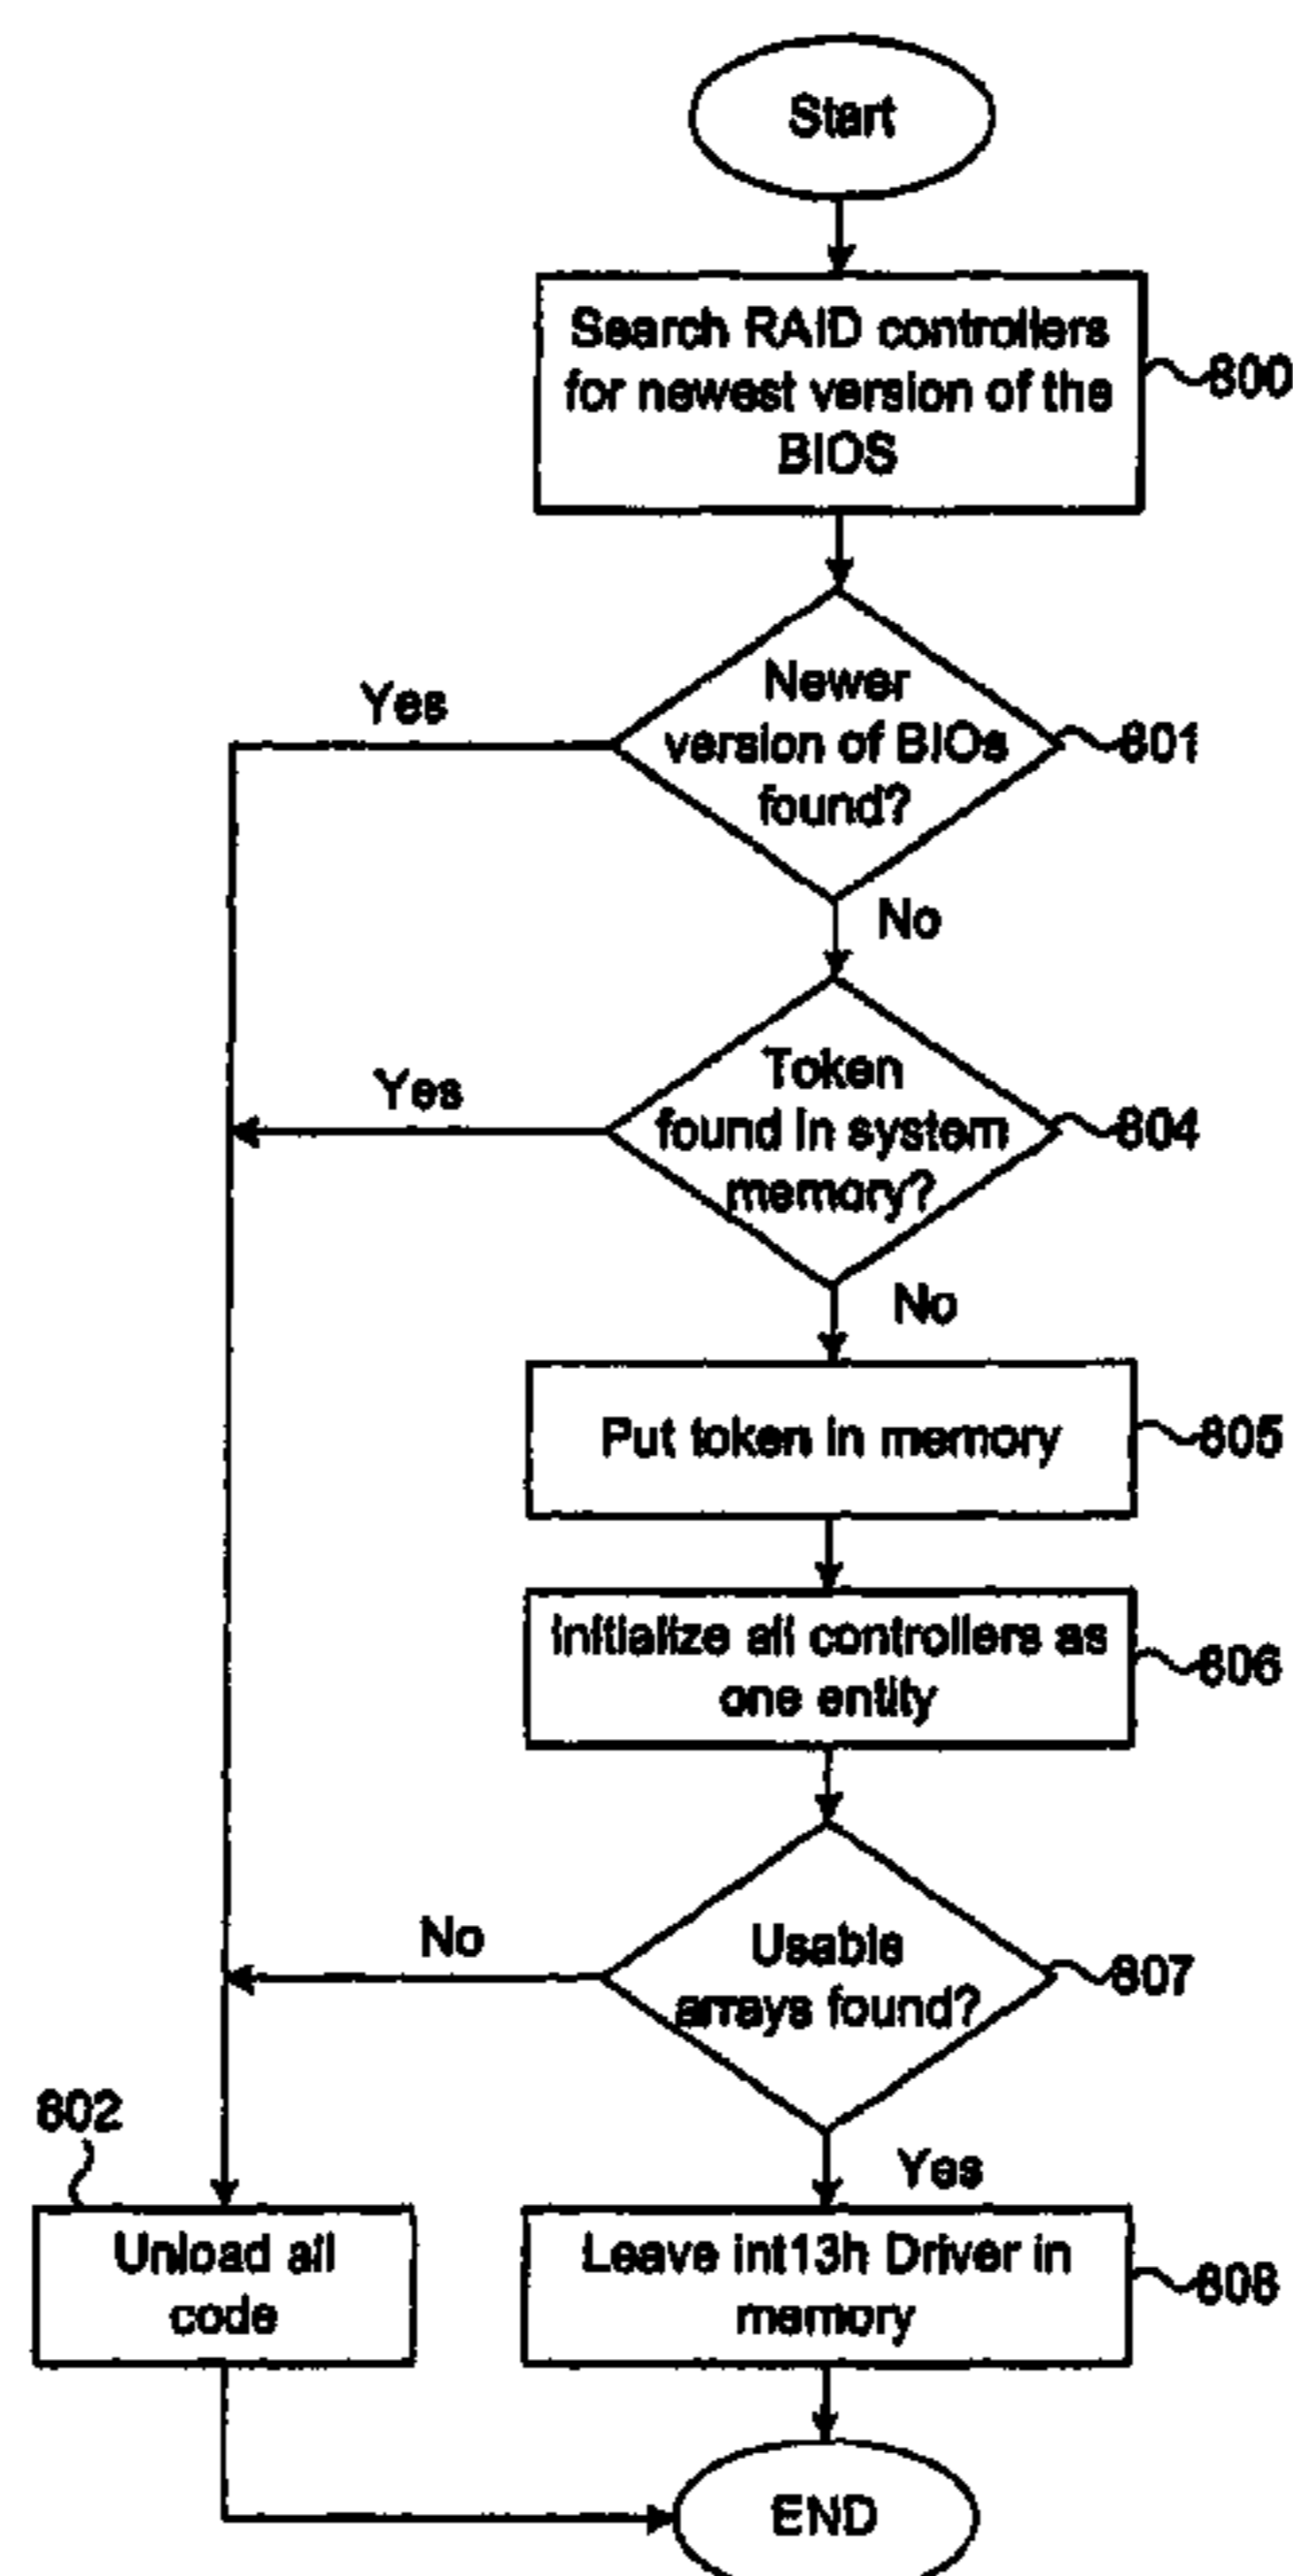 Start
Search RAID controllers
for newest version of the
BIOS
800
Yes
Newer
version of BIOs
found?
801
No
Yes
Token
found in system
memory?
804
No
Put token in memory
805
Initialize all controllers as
one entity
806
No
Usable
arrays found?
807
802
Yes
Unload all
code
Leave int13h Driver in
memory
808
END